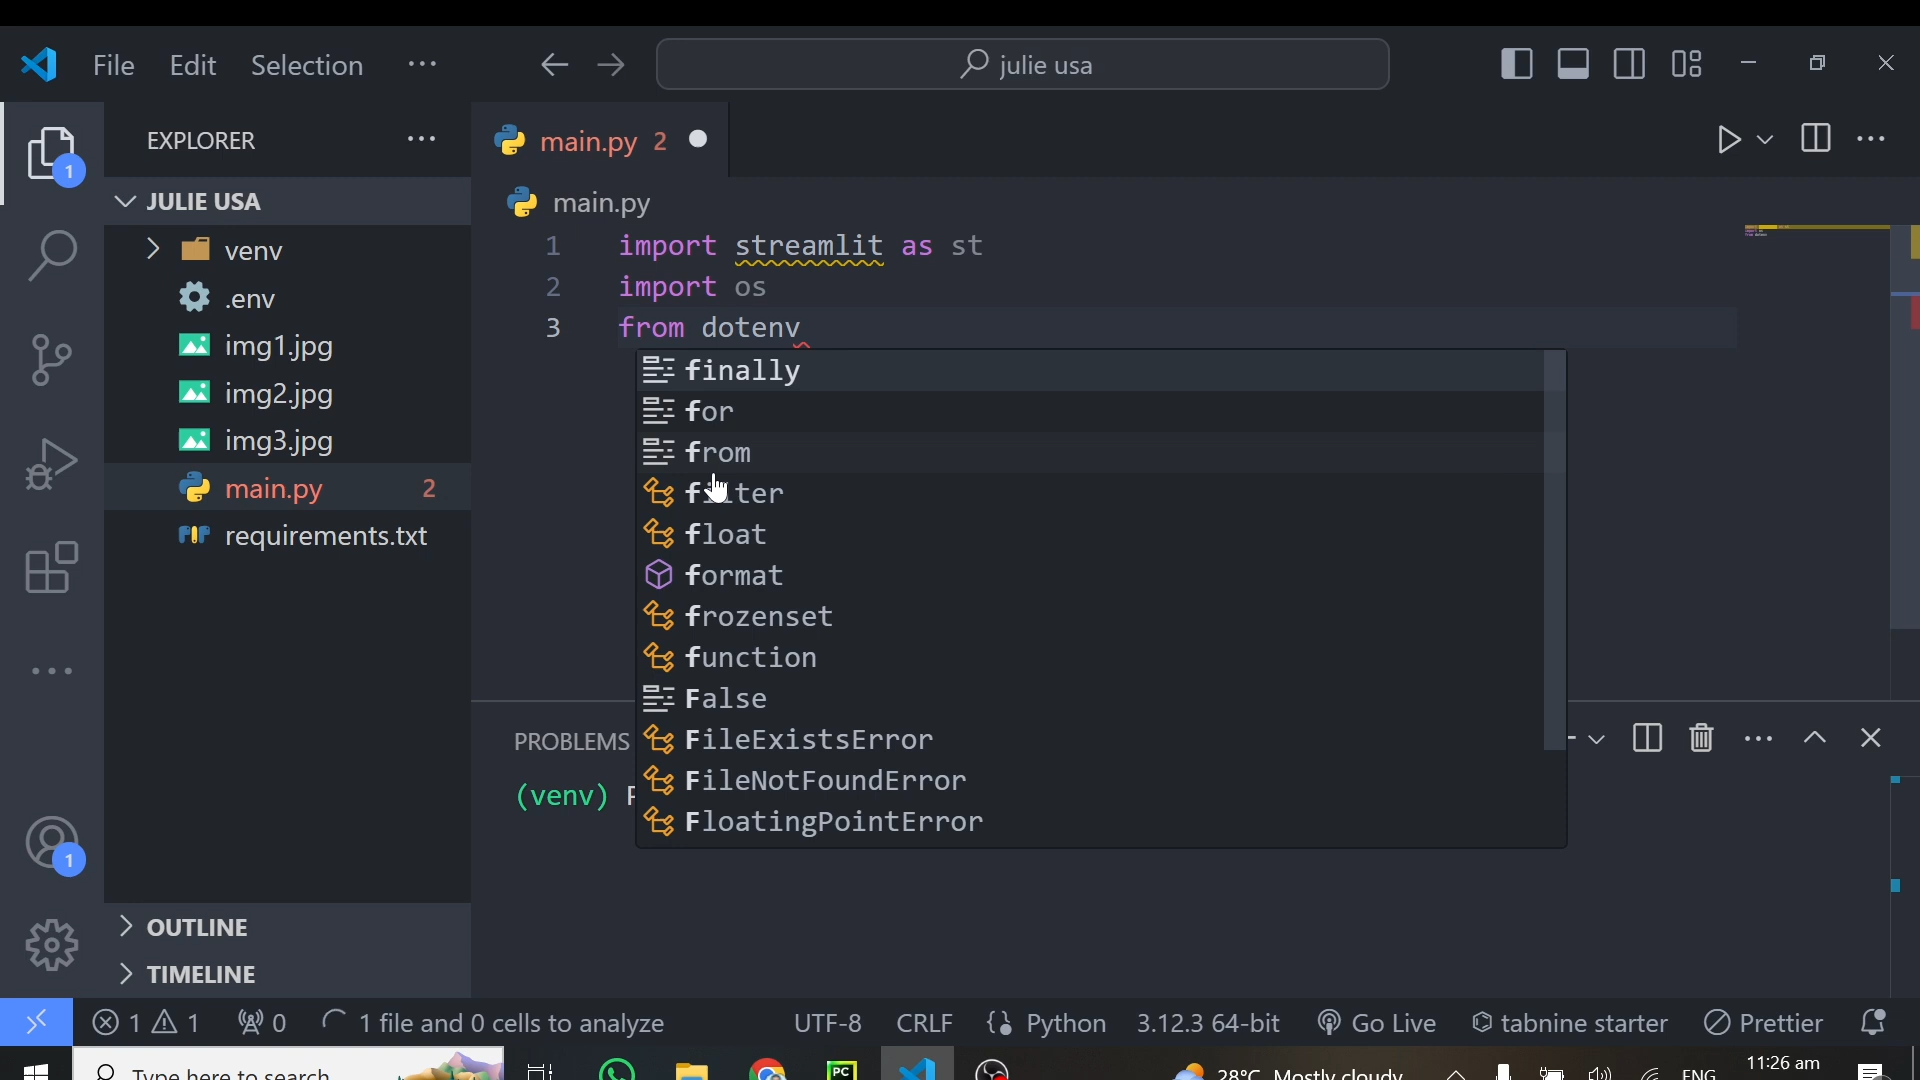 File Edit Selection ··· julie usa
EXPLORER ···
main.py 2
JULIE USA
main.py
venv
.env
img1.jpg
img2.jpg
img3.jpg
main.py 2
requirements.txt
1 import streamlit as st
2 import os
3 from dotenv
finally
for
from
filter
float
format
frozenset
function
False
FileExistsError
FileNotFoundError
FloatingPointError
PROBLEMS
(venv)
1
1
OUTLINE
TIMELINE
1 1 0 1 file and 0 cells to analyze UTF-8 CRLF {} Python 3.12.3 64-bit Go Live tabnine starter Prettier
Type here to search PC 28°C Mostly cloudy ENG 11:26 am